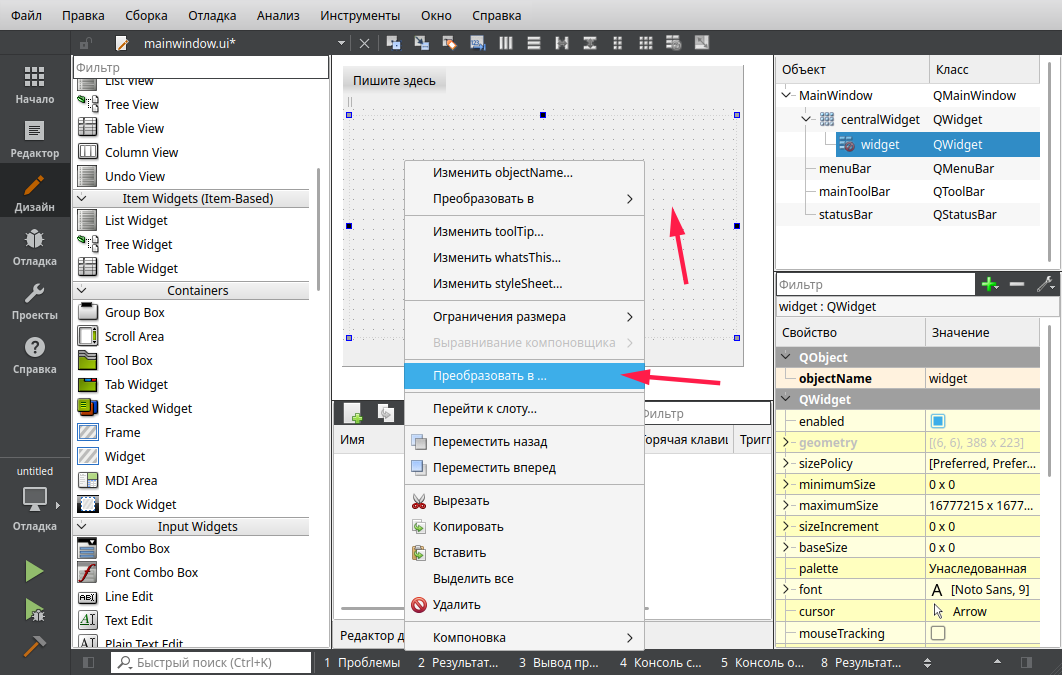 Файл Правка Сборка Отладка Анализ Инструменты Окно Справка
mainwindow.ui*
Начало
Редактор
Дизайн
Отладка
Проекты
Справка
untitled
Отладка
Фильтр
List View
Tree View
Table View
Column View
Undo View
Item Widgets (Item-Based)
List Widget
Tree Widget
Table Widget
Containers
Group Box
Scroll Area
Tool Box
Tab Widget
Stacked Widget
Frame
Widget
MDI Area
Dock Widget
Input Widgets
Combo Box
Font Combo Box
Line Edit
Text Edit
Plain Text Edit
Пишите здесь
Изменить objectName...
Преобразовать в
Изменить toolTip...
Изменить whatsThis...
Изменить styleSheet...
Ограничения размера
Выравнивание компоновщика
Преобразовать в ...
Перейти к слоту...
Переместить назад
Переместить вперед
Вырезать
Копировать
Вставить
Выделить все
Удалить
Компоновка
Фильтр
Имя Горячая клавиш Тригг
Редактор д
Объект Класс
MainWindow QMainWindow
centralWidget QWidget
widget QWidget
menuBar QMenuBar
mainToolBar QToolBar
statusBar QStatusBar
Фильтр
widget : QWidget
Свойство Значение
QObject
objectName widget
QWidget
enabled
geometry [(6, 6), 388 x 223]
sizePolicy [Preferred, Prefer...
minimumSize 0 x 0
maximumSize 16777215 x 1677...
sizeIncrement 0 x 0
baseSize 0 x 0
palette Унаследованная
font A [Noto Sans, 9]
cursor Arrow
mouseTracking
Быстрый поиск (Ctrl+K) 1 Проблемы 2 Результат... 3 Вывод пр... 4 Консоль с... 5 Консоль о... 8 Результат...